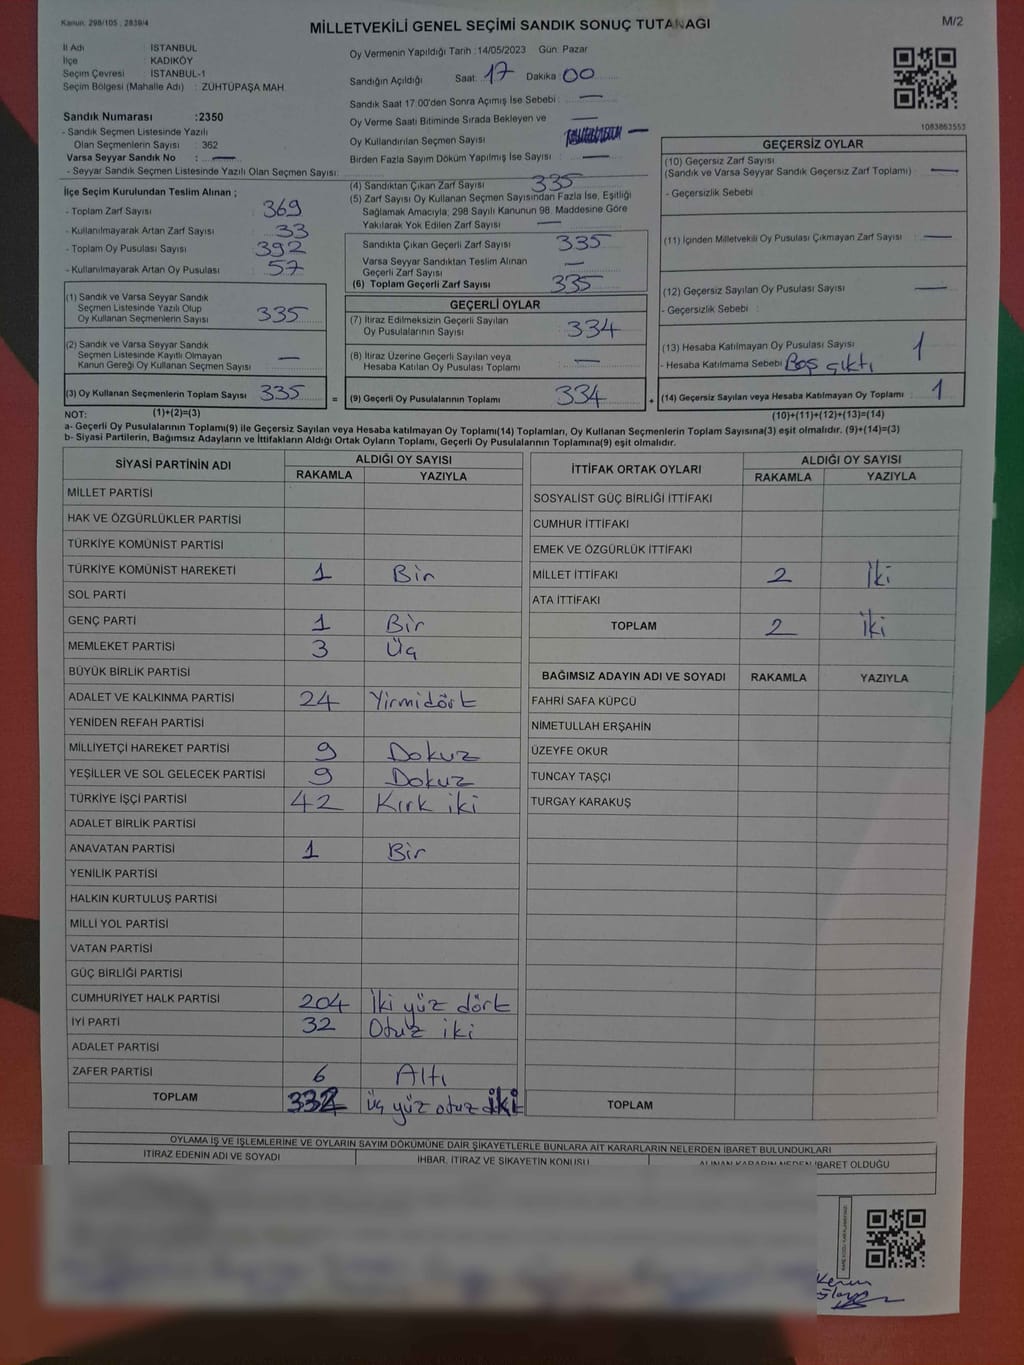 Kanun: 298/105 , 2839/4
MİLLETVEKİLİ GENEL SEÇİMİ SANDIK SONUÇ TUTANAĞI
M/2
İl Adı : İSTANBUL
İlçe : KADIKÖY
Seçim Çevresi : İSTANBUL-1
Seçim Bölgesi (Mahalle Adı) : ZÜHTÜPAŞA MAH.
Sandık Numarası :2350
- Sandık Seçmen Listesinde Yazılı
Olan Seçmenlerin Sayısı : 362
Varsa Seyyar Sandık No : —
- Seyyar Sandık Seçmen Listesinde Yazılı Olan Seçmen Sayısı:
Oy Vermenin Yapıldığı Tarih :14/05/2023 Gün: Pazar
Sandığın Açıldığı Saat: 17 Dakika 00
Sandık Saat 17:00'den Sonra Açımış İse Sebebi : —
Oy Verme Saati Bitiminde Sırada Bekleyen ve —
Oy Kullandırılan Seçmen Sayısı —
Birden Fazla Sayım Döküm Yapılmış İse Sayısı : —
1083863553
İlçe Seçim Kurulundan Teslim Alınan ;
- Toplam Zarf Sayısı 369
- Kullanılmayarak Artan Zarf Sayısı 33
- Toplam Oy Pusulası Sayısı 392
- Kullanılmayarak Artan Oy Pusulası 57
(1) Sandık ve Varsa Seyyar Sandık
Seçmen Listesinde Yazılı Olup
Oy Kullanan Seçmenlerin Sayısı 335
(2) Sandık ve Varsa Seyyar Sandık
Seçmen Listesinde Kayıtlı Olmayan
Kanun Gereği Oy Kullanan Seçmen Sayısı —
(3) Oy Kullanan Seçmenlerin Toplam Sayısı 335 =
(4) Sandıktan Çıkan Zarf Sayısı 335
(5) Zarf Sayısı Oy Kullanan Seçmen Sayısından Fazla İse, Eşitliği
Sağlamak Amacıyla; 298 Sayılı Kanunun 98. Maddesine Göre
Yakılarak Yok Edilen Zarf Sayısı —
Sandıkta Çıkan Geçerli Zarf Sayısı 335
Varsa Seyyar Sandıktan Teslim Alınan
Geçerli Zarf Sayısı —
(6) Toplam Geçerli Zarf Sayısı 335
GEÇERLİ OYLAR
(7) İtiraz Edilmeksizin Geçerli Sayılan
Oy Pusulalarının Sayısı 334
(8) İtiraz Üzerine Geçerli Sayılan veya
Hesaba Katılan Oy Pusulası Toplamı —
(9) Geçerli Oy Pusulalarının Toplamı 334 +
GEÇERSİZ OYLAR
(10) Geçersiz Zarf Sayısı
(Sandık ve Varsa Seyyar Sandık Geçersiz Zarf Toplamı) —
- Geçersizlik Sebebi
(11) İçinden Milletvekili Oy Pusulası Çıkmayan Zarf Sayısı —
(12) Geçersiz Sayılan Oy Pusulası Sayısı —
- Geçersizlik Sebebi :
(13) Hesaba Katılmayan Oy Pusulası Sayısı 1
- Hesaba Katılmama Sebebi Boş çıktı
(14) Geçersiz Sayılan veya Hesaba Katılmayan Oy Toplamı 1
NOT: (1)+(2)=(3) (10)+(11)+(12)+(13)=(14)
a- Geçerli Oy Pusulalarının Toplamı(9) ile Geçersiz Sayılan veya Hesaba katılmayan Oy Toplamı(14) Toplamları, Oy Kullanan Seçmenlerin Toplam Sayısına(3) eşit olmalıdır. (9)+(14)=(3)
b- Siyasi Partilerin, Bağımsız Adayların ve İttifakların Aldığı Ortak Oyların Toplamı, Geçerli Oy Pusulalarının Toplamına(9) eşit olmalıdır.
SİYASİ PARTİNİN ADI ALDIĞI OY SAYISI
RAKAMLA YAZIYLA
MİLLET PARTİSİ
HAK VE ÖZGÜRLÜKLER PARTİSİ
TÜRKİYE KOMÜNİST PARTİSİ
TÜRKİYE KOMÜNİST HAREKETİ 1 Bir
SOL PARTİ
GENÇ PARTİ 1 Bir
MEMLEKET PARTİSİ 3 Üç
BÜYÜK BİRLİK PARTİSİ
ADALET VE KALKINMA PARTİSİ 24 Yirmidört
YENİDEN REFAH PARTİSİ
MİLLİYETÇİ HAREKET PARTİSİ 9 Dokuz
YEŞİLLER VE SOL GELECEK PARTİSİ 9 Dokuz
TÜRKİYE İŞÇİ PARTİSİ 42 Kırk iki
ADALET BİRLİK PARTİSİ
ANAVATAN PARTİSİ 1 Bir
YENİLİK PARTİSİ
HALKIN KURTULUŞ PARTİSİ
MİLLİ YOL PARTİSİ
VATAN PARTİSİ
GÜÇ BİRLİĞİ PARTİSİ
CUMHURİYET HALK PARTİSİ 204 İki yüz dört
İYİ PARTİ 32 Otuz iki
ADALET PARTİSİ
ZAFER PARTİSİ 6 Altı
TOPLAM 332 üç yüz otuz iki
İTTİFAK ORTAK OYLARI ALDIĞI OY SAYISI
RAKAMLA YAZIYLA
SOSYALİST GÜÇ BİRLİĞİ İTTİFAKI
CUMHUR İTTİFAKI
EMEK VE ÖZGÜRLÜK İTTİFAKI
MİLLET İTTİFAKI 2 İki
ATA İTTİFAKI
TOPLAM 2 iki
BAĞIMSIZ ADAYIN ADI VE SOYADI RAKAMLA YAZIYLA
FAHRİ SAFA KÜPCÜ
NİMETULLAH ERŞAHİN
ÜZEYFE OKUR
TUNCAY TAŞÇI
TURGAY KARAKUŞ
TOPLAM
OYLAMA İŞ VE İŞLEMLERİNE VE OYLARIN SAYIM DÖKÜMÜNE DAİR ŞİKAYETLERLE BUNLARA AİT KARARLARIN NELERDEN İBARET BULUNDUKLARI
İTİRAZ EDENİN ADI VE SOYADI İHBAR, İTİRAZ VE ŞİKAYETİN KONUSU ALINAN KARARIN NEDEN İBARET OLDUĞU